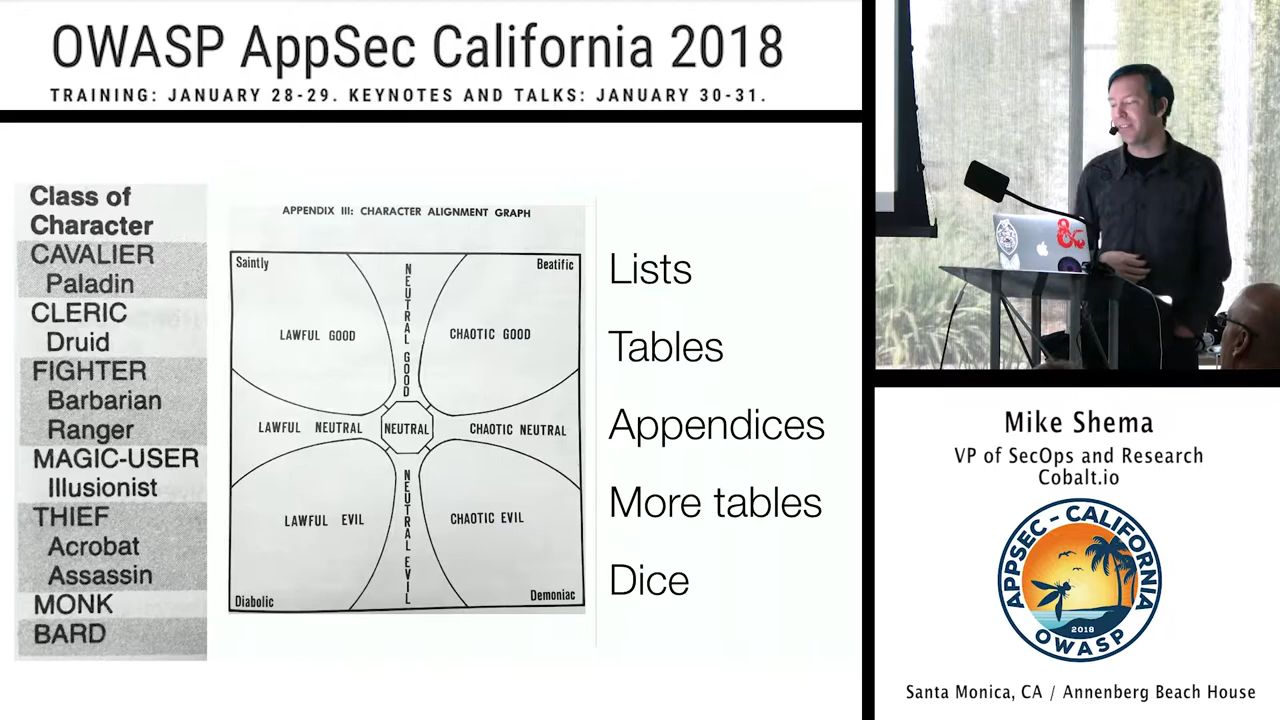 OWASP AppSec California 2018
TRAINING: JANUARY 28-29. KEYNOTES AND TALKS: JANUARY 30-31.
Class of
Character
CAVALIER
Paladin
CLERIC
Druid
FIGHTER
Barbarian
Ranger
MAGIC-USER
Illusionist
THIEF
Acrobat
Assassin
MONK
BARD
APPENDIX III: CHARACTER ALIGNMENT GRAPH
Saintly
Beatific
NEUTRAL GOOD
LAWFUL GOOD
CHAOTIC GOOD
LAWFUL NEUTRAL
NEUTRAL
CHAOTIC NEUTRAL
NEUTRAL EVIL
LAWFUL EVIL
CHAOTIC EVIL
Diabolic
Demoniac
Lists
Tables
Appendices
More tables
Dice
Mike Shema
VP of SecOps and Research
Cobalt.io
APPSEC - CALIFORNIA
2018
OWASP
Santa Monica, CA / Annenberg Beach House